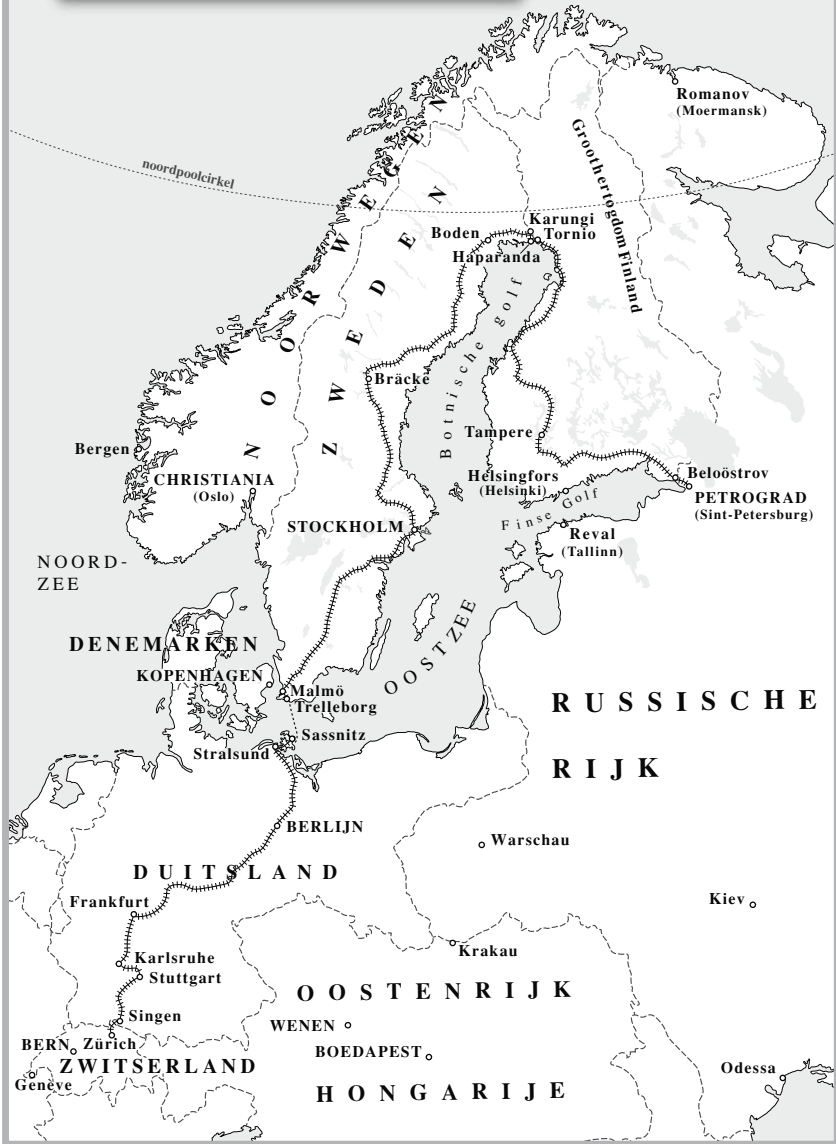 Romanov
(Moermansk)
noordpoolcirkel
Groothertogdom Finland
NOORWEGEN
ZWEDEN
Karungi
Boden
Tornio
Haparanda
Botnische golf
Bräcke
Tampere
Bergen
CHRISTIANIA
(Oslo)
Helsingfors
(Helsinki)
Beloöstrov
PETROGRAD
(Sint-Petersburg)
Finse Golf
STOCKHOLM
Reval
(Tallinn)
NOORD-
ZEE
DENEMARKEN
KOPENHAGEN
OOSTZEE
Malmö
Trelleborg
RUSSISCHE
RIJK
Sassnitz
Stralsund
BERLIJN
Warschau
DUITSLAND
Frankfurt
Kiev
Krakau
Karlsruhe
Stuttgart
OOSTENRIJK
Singen
WENEN
BERN
Zürich
BOEDAPEST
ZWITSERLAND
Genève
Odessa
HONGARIJE